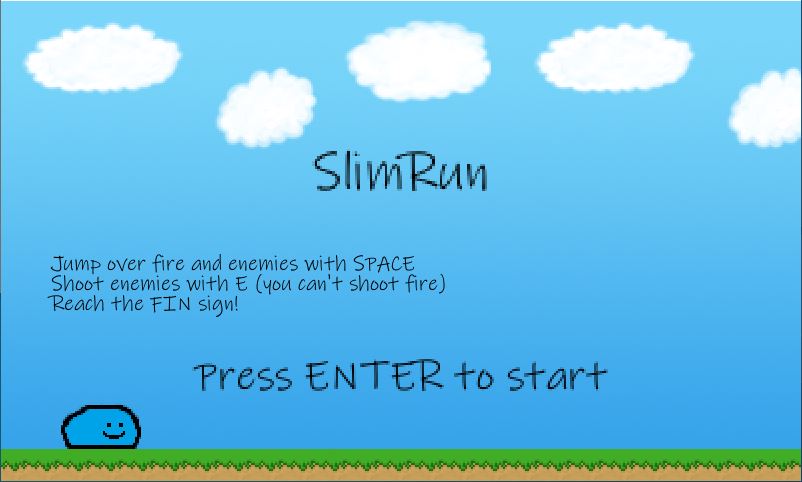 SlimRun
Jump over fire and enemies with SPACE
Shoot enemies with E (you can't shoot fire)
Reach the FIN sign!
Press ENTER to start